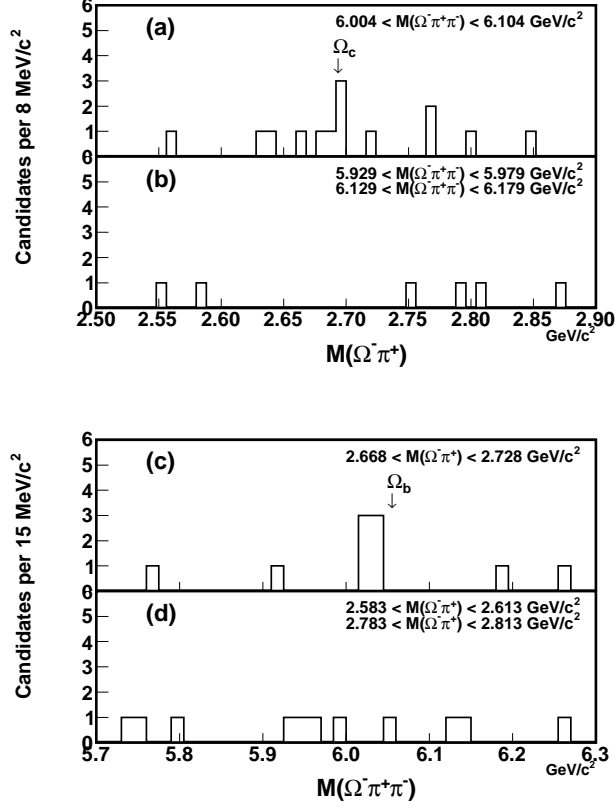 (a)
6.004 < M(Ω⁻π⁺π⁻) < 6.104 GeV/c²
Ω_c
↓
6
5
4
3
2
1
0
Candidates per 8 MeV/c²
(b)
5.929 < M(Ω⁻π⁺π⁻) < 5.979 GeV/c²
6.129 < M(Ω⁻π⁺π⁻) < 6.179 GeV/c²
6
5
4
3
2
1
0
2.50 2.55 2.60 2.65 2.70 2.75 2.80 2.85 2.90
GeV/c²
M(Ω⁻π⁺)
(c)
2.668 < M(Ω⁻π⁺) < 2.728 GeV/c²
Ω_b
↓
6
5
4
3
2
1
0
Candidates per 15 MeV/c²
(d)
2.583 < M(Ω⁻π⁺) < 2.613 GeV/c²
2.783 < M(Ω⁻π⁺) < 2.813 GeV/c²
6
5
4
3
2
1
0
5.7 5.8 5.9 6.0 6.1 6.2 6.3
GeV/c²
M(Ω⁻π⁺π⁻)